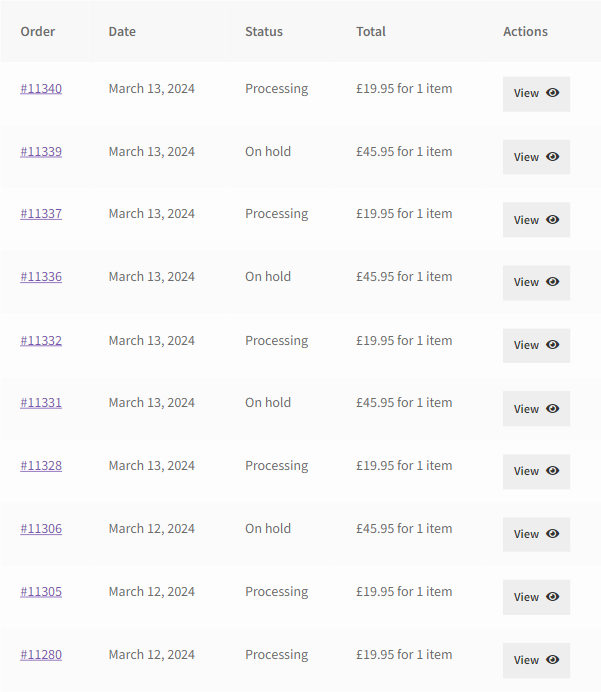 Order Date Status Total Actions
#11340 March 13, 2024 Processing £19.95 for 1 item View
#11339 March 13, 2024 On hold £45.95 for 1 item View
#11337 March 13, 2024 Processing £19.95 for 1 item View
#11336 March 13, 2024 On hold £45.95 for 1 item View
#11332 March 13, 2024 Processing £19.95 for 1 item View
#11331 March 13, 2024 On hold £45.95 for 1 item View
#11328 March 13, 2024 Processing £19.95 for 1 item View
#11306 March 12, 2024 On hold £45.95 for 1 item View
#11305 March 12, 2024 Processing £19.95 for 1 item View
#11280 March 12, 2024 Processing £19.95 for 1 item View